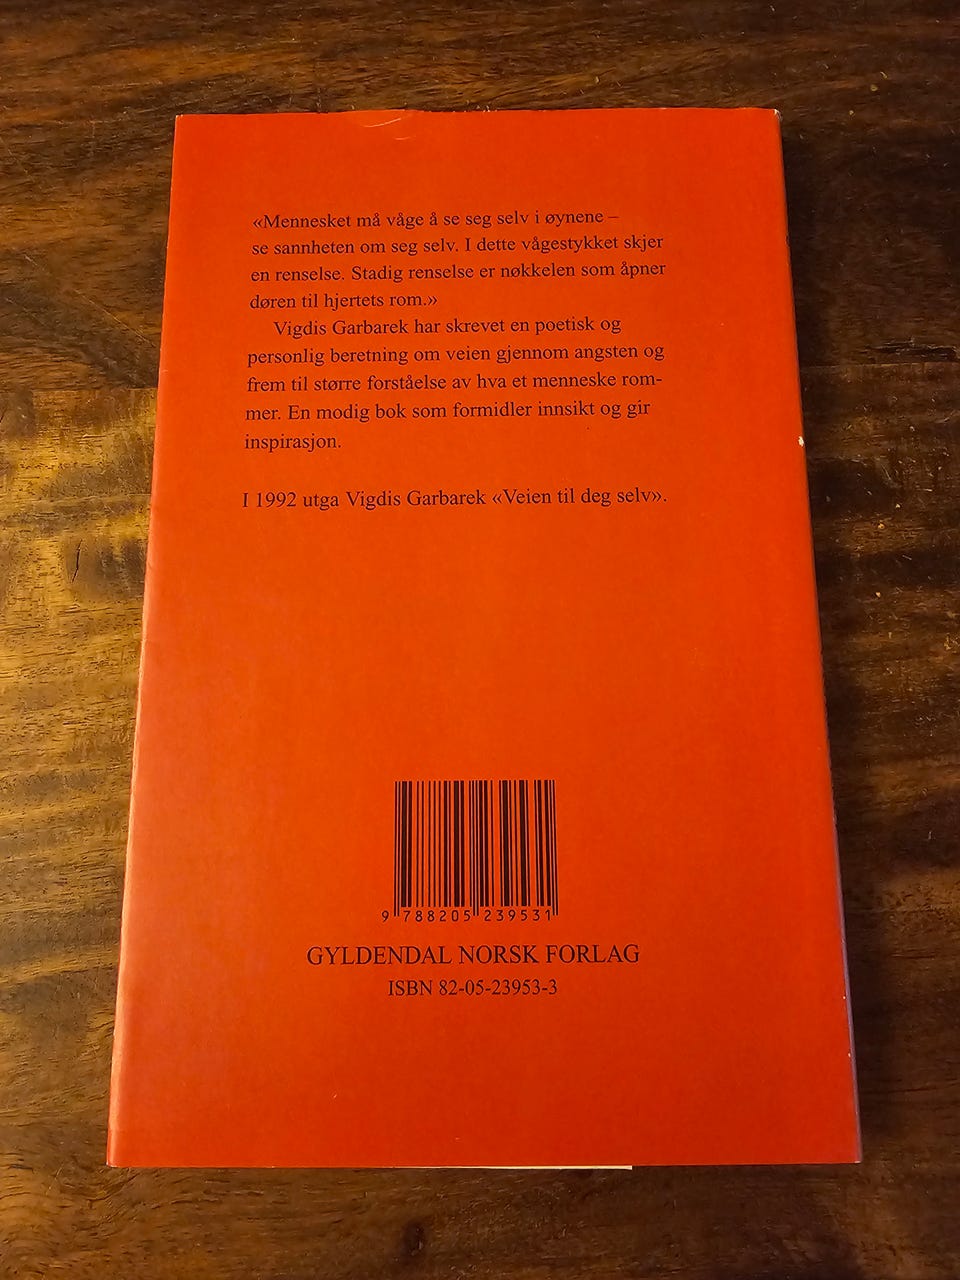 «Mennesket må våge å se seg selv i øynene –
se sannheten om seg selv. I dette vågestykket skjer
en renselse. Stadig renselse er nøkkelen som åpner
døren til hjertets rom.»
Vigdis Garbarek har skrevet en poetisk og
personlig beretning om veien gjennom angsten og
frem til større forståelse av hva et menneske rom-
mer. En modig bok som formidler innsikt og gir
inspirasjon.
I 1992 utga Vigdis Garbarek «Veien til deg selv».
9 788205 239531
GYLDENDAL NORSK FORLAG
ISBN 82-05-23953-3